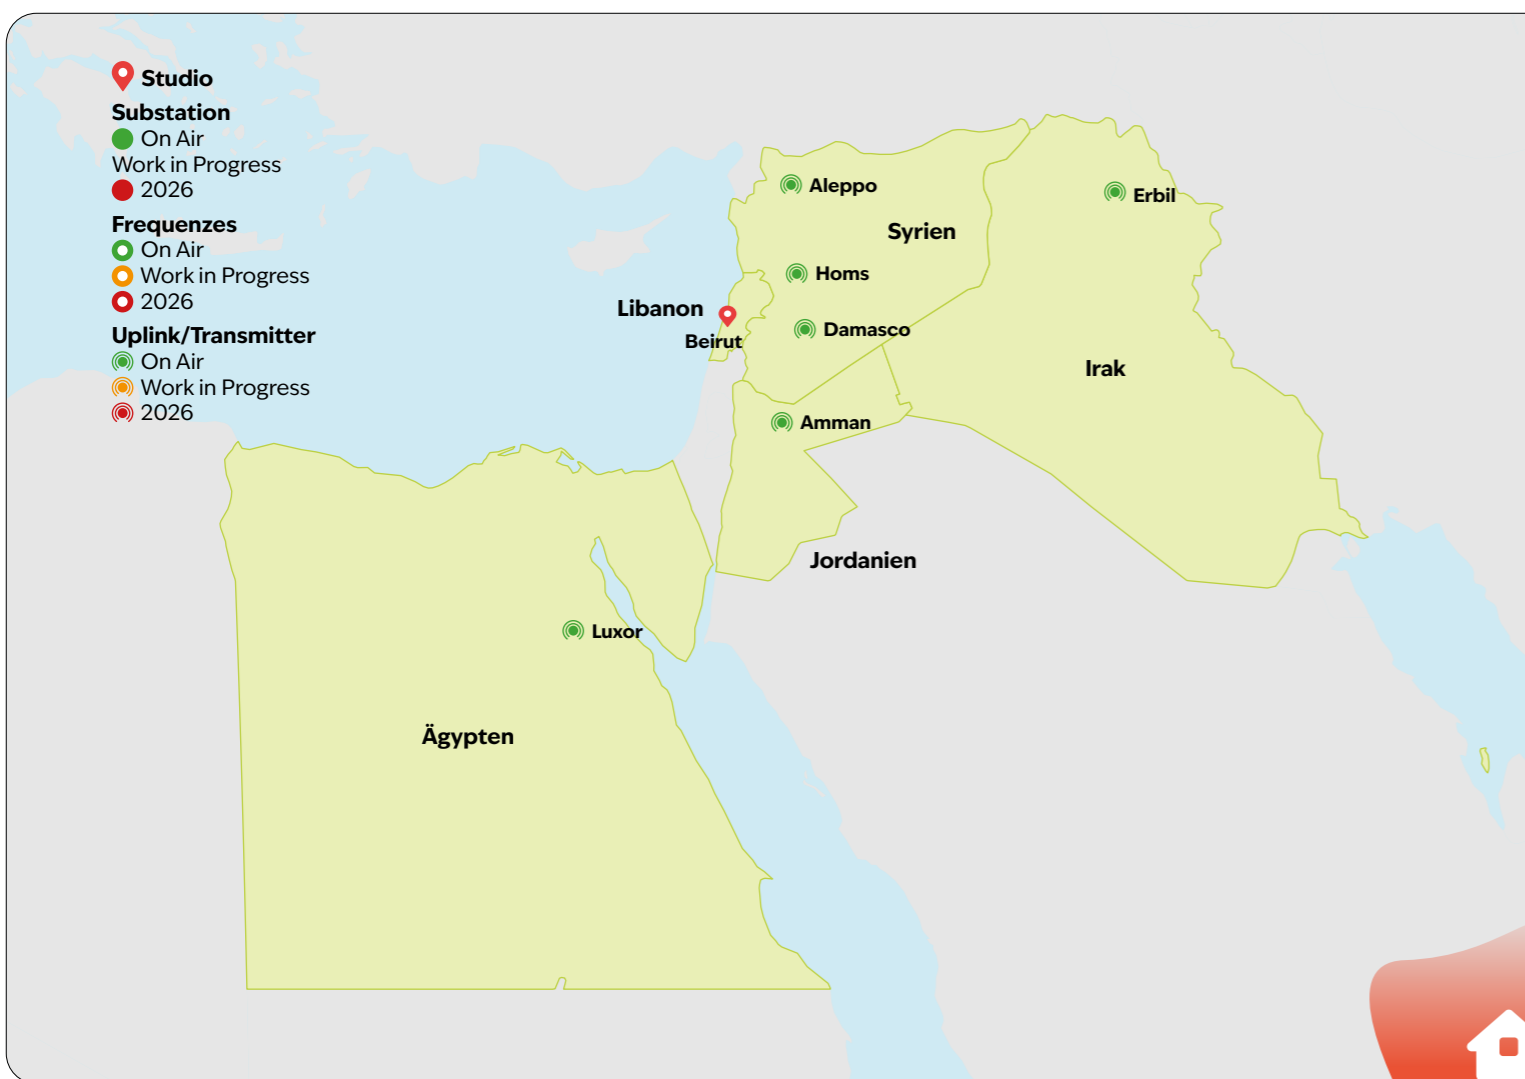 Studio
Substation
On Air
Work in Progress
2026
Frequenzes
On Air
Work in Progress
2026
Uplink/Transmitter
On Air
Work in Progress
2026
Aleppo
Erbil
Syrien
Homs
Libanon
Damasco
Beirut
Irak
Amman
Jordanien
Luxor
Ägypten